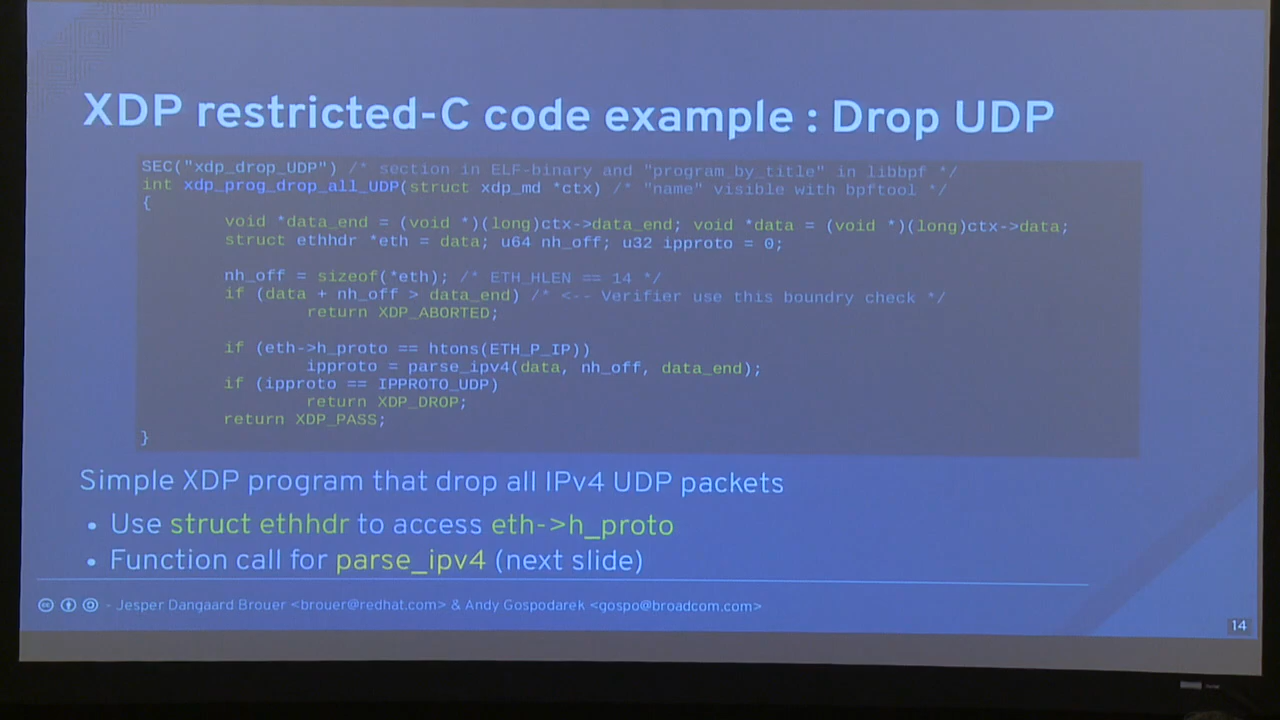 XDP restricted-C code example : Drop UDP
SEC("xdp_drop_UDP") /* section in ELF-binary and "program_by_title" in libbpf */
int xdp_prog_drop_all_UDP(struct xdp_md *ctx) /* "name" visible with bpftool */
{
void *data_end = (void *)(long)ctx->data_end; void *data = (void *)(long)ctx->data;
struct ethhdr *eth = data; u64 nh_off; u32 ipproto = 0;
nh_off = sizeof(*eth); /* ETH_HLEN == 14 */
if (data + nh_off > data_end) /* <-- Verifier use this boundry check */
return XDP_ABORTED;
if (eth->h_proto == htons(ETH_P_IP))
ipproto = parse_ipv4(data, nh_off, data_end);
if (ipproto == IPPROTO_UDP)
return XDP_DROP;
return XDP_PASS;
}
Simple XDP program that drop all IPv4 UDP packets
• Use struct ethhdr to access eth->h_proto
• Function call for parse_ipv4 (next slide)
- Jesper Dangaard Brouer <brouer@redhat.com> & Andy Gospodarek <gospo@broadcom.com>
14